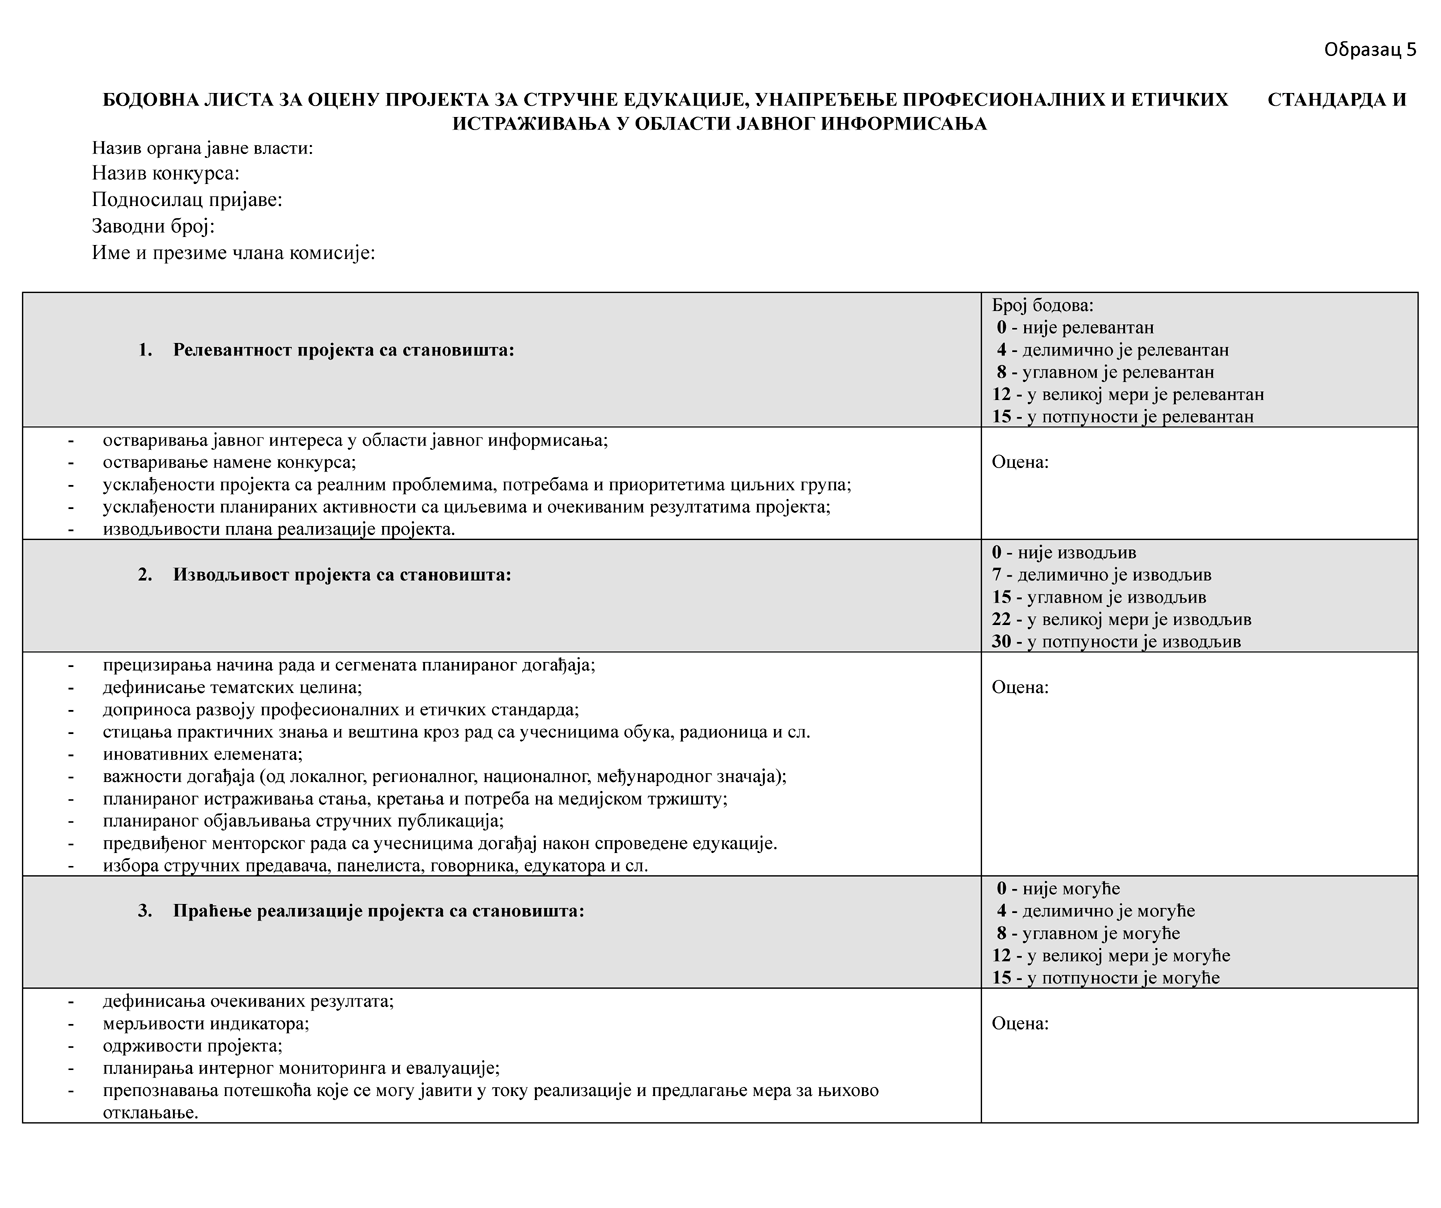 Образац 5
БОДОВНА ЛИСТА ЗА ОЦЕНУ ПРОЈЕКТА ЗА СТРУЧНЕ ЕДУКАЦИЈЕ, УНАПРЕЂЕЊЕ ПРОФЕСИОНАЛНИХ И ЕТИЧКИХ СТАНДАРДА И
ИСТРАЖИВАЊА У ОБЛАСТИ ЈАВНОГ ИНФОРМИСАЊА
Назив органа јавне власти:
Назив конкурса:
Подносилац пријаве:
Заводни број:
Име и презиме члана комисије:
1. Релевантност пројекта са становишта:
Број бодова:
0 - није релевантан
4 - делимично је релевантан
8 - углавном је релевантан
12 - у великој мери је релевантан
15 - у потпуности је релевантан
- остваривања јавног интереса у области јавног информисања;
- остваривање намене конкурса;
- усклађености пројекта са реалним проблемима, потребама и приоритетима циљних група;
- усклађености планираних активности са циљевима и очекиваним резултатима пројекта;
- изводљивости плана реализације пројекта.
Оцена:
2. Изводљивост пројекта са становишта:
0 - није изводљив
7 - делимично је изводљив
15 - углавном је изводљив
22 - у великој мери је изводљив
30 - у потпуности је изводљив
- прецизирања начина рада и сегмената планираног догађаја;
- дефинисање тематских целина;
- доприноса развоју професионалних и етичких стандарда;
- стицања практичних знања и вештина кроз рад са учесницима обука, радионица и сл.
- иновативних елемената;
- важности догађаја (од локалног, регионалног, националног, међународног значаја);
- планираног истраживања стања, кретања и потреба на медијском тржишту;
- планираног објављивања стручних публикација;
- предвиђеног менторског рада са учесницима догађај након спроведене едукације.
- избора стручних предавача, панелиста, говорника, едукатора и сл.
Оцена:
3. Праћење реализације пројекта са становишта:
0 - није могуће
4 - делимично је могуће
8 - углавном је могуће
12 - у великој мери је могуће
15 - у потпуности је могуће
- дефинисања очекиваних резултата;
- мерљивости индикатора;
- одрживости пројекта;
- планирања интерног мониторинга и евалуације;
- препознавања потешкоћа које се могу јавити у току реализације и предлагање мера за њихово
отклањање.
Оцена: